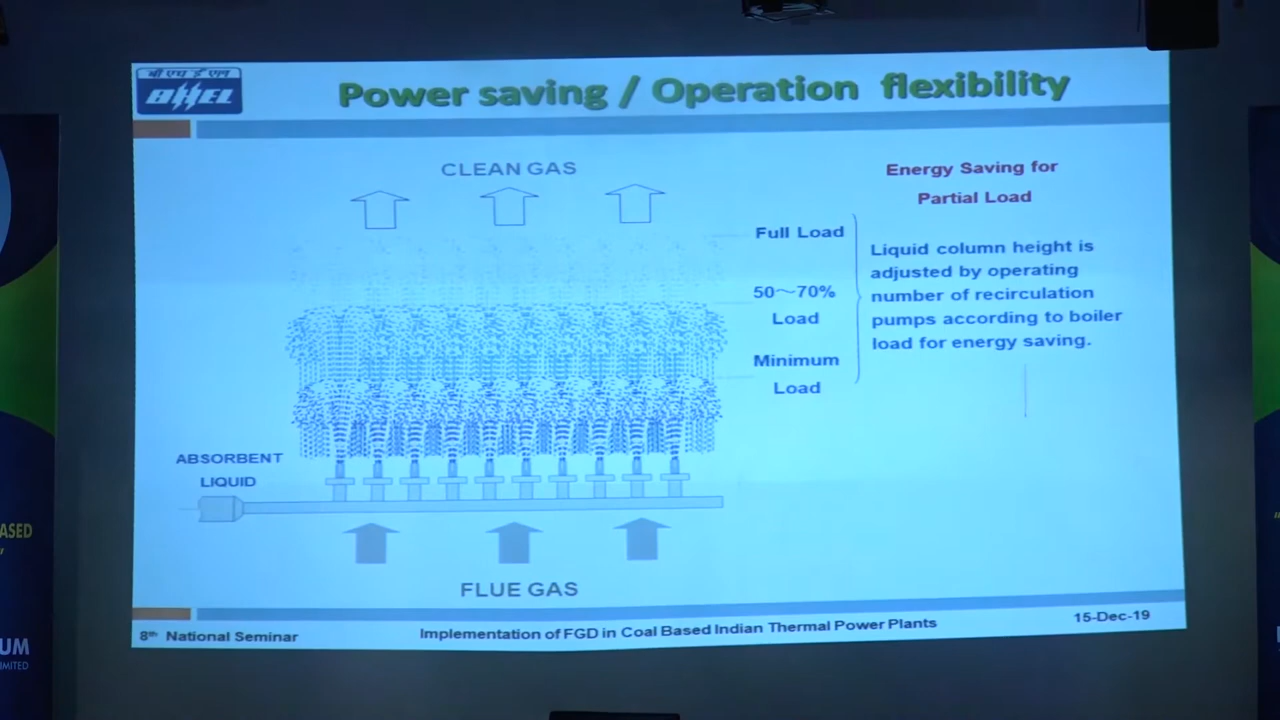 बी एच ई एल
BHEL
Power saving / Operation flexibility
CLEAN GAS
Energy Saving for
Partial Load
Full Load
50～70%
Load
Minimum
Load
Liquid column height is
adjusted by operating
number of recirculation
pumps according to boiler
load for energy saving.
ABSORBENT
LIQUID
FLUE GAS
8th National Seminar
Implementation of FGD in Coal Based Indian Thermal Power Plants
15-Dec-19
ASED
UM
IMITED